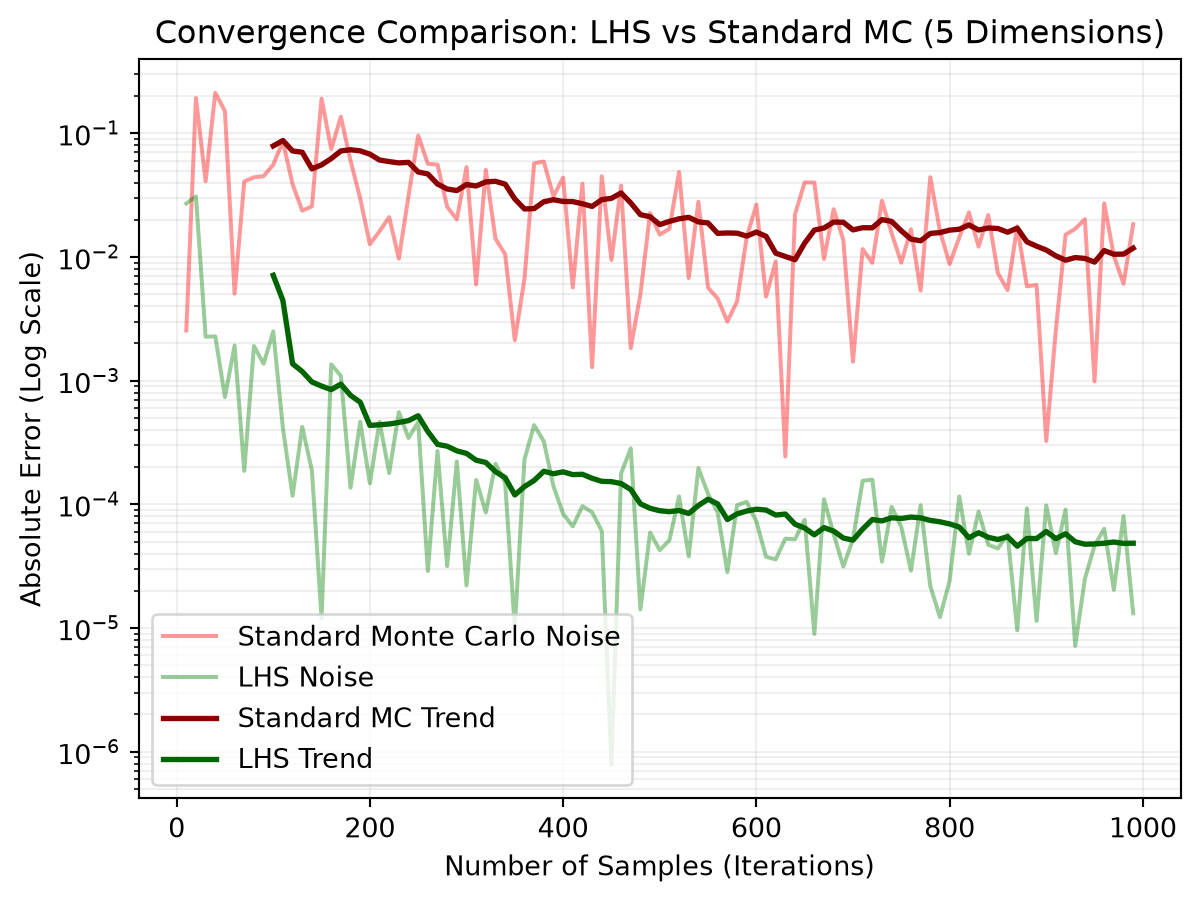 Convergence Comparison: LHS vs Standard MC (5 Dimensions)
Absolute Error (Log Scale)
10⁻¹
10⁻²
10⁻³
10⁻⁴
10⁻⁵
10⁻⁶
Standard Monte Carlo Noise
LHS Noise
Standard MC Trend
LHS Trend
0 200 400 600 800 1000
Number of Samples (Iterations)